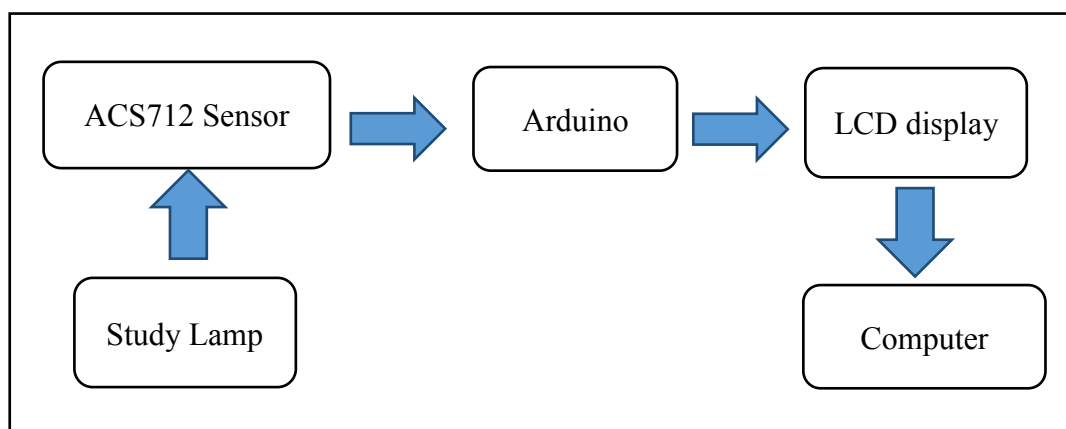 ACS712 Sensor
Arduino
LCD display
Study Lamp
Computer